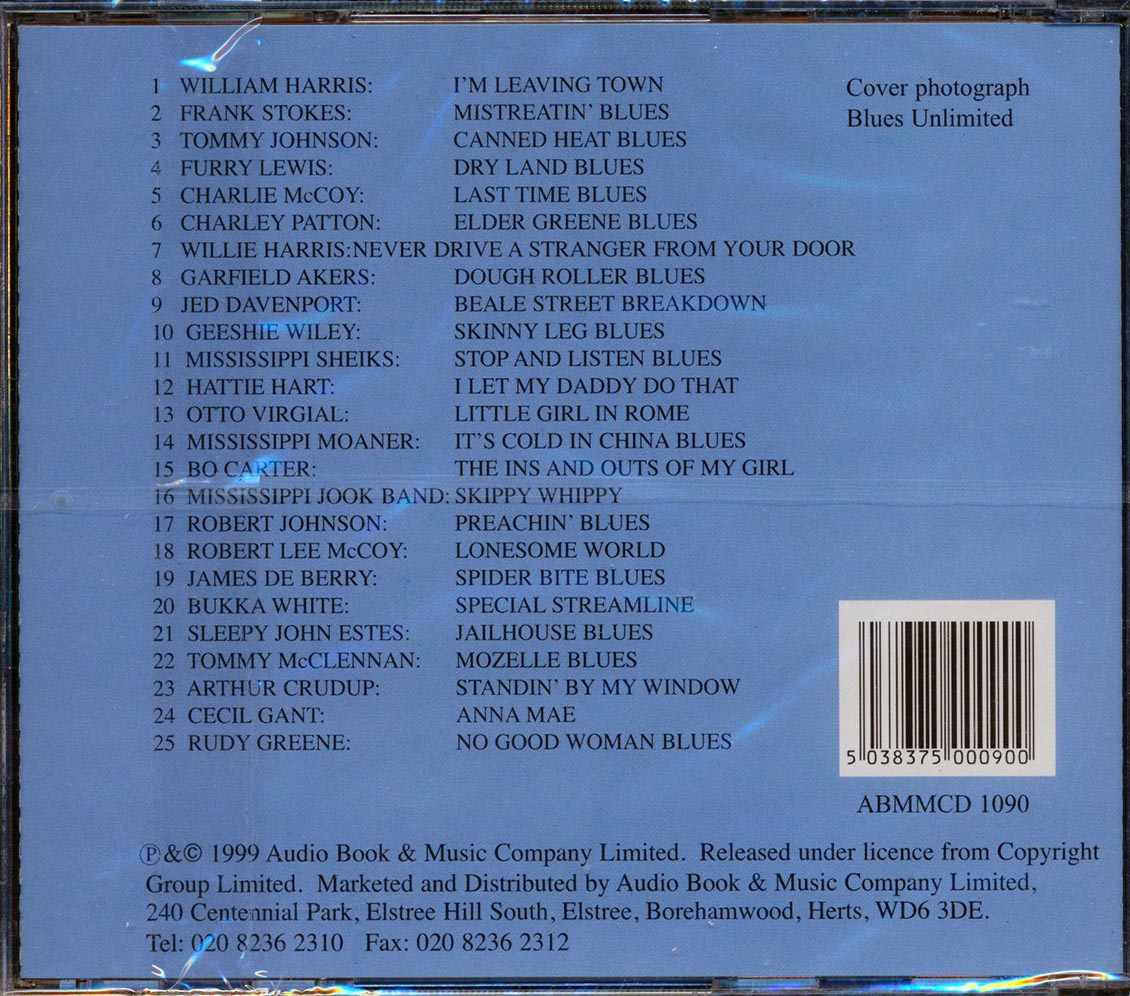 1 WILLIAM HARRIS: I'M LEAVING TOWN
2 FRANK STOKES: MISTREATIN' BLUES
3 TOMMY JOHNSON: CANNED HEAT BLUES
4 FURRY LEWIS: DRY LAND BLUES
5 CHARLIE McCOY: LAST TIME BLUES
6 CHARLEY PATTON: ELDER GREENE BLUES
7 WILLIE HARRIS:NEVER DRIVE A STRANGER FROM YOUR DOOR
8 GARFIELD AKERS: DOUGH ROLLER BLUES
9 JED DAVENPORT: BEALE STREET BREAKDOWN
10 GEESHIE WILEY: SKINNY LEG BLUES
11 MISSISSIPPI SHEIKS: STOP AND LISTEN BLUES
12 HATTIE HART: I LET MY DADDY DO THAT
13 OTTO VIRGIAL: LITTLE GIRL IN ROME
14 MISSISSIPPI MOANER: IT'S COLD IN CHINA BLUES
15 BO CARTER: THE INS AND OUTS OF MY GIRL
16 MISSISSIPPI JOOK BAND: SKIPPY WHIPPY
17 ROBERT JOHNSON: PREACHIN' BLUES
18 ROBERT LEE McCOY: LONESOME WORLD
19 JAMES DE BERRY: SPIDER BITE BLUES
20 BUKKA WHITE: SPECIAL STREAMLINE
21 SLEEPY JOHN ESTES: JAILHOUSE BLUES
22 TOMMY McCLENNAN: MOZELLE BLUES
23 ARTHUR CRUDUP: STANDIN' BY MY WINDOW
24 CECIL GANT: ANNA MAE
25 RUDY GREENE: NO GOOD WOMAN BLUES
Cover photograph
Blues Unlimited
5 038375 000900
ABMMCD 1090
℗&© 1999 Audio Book & Music Company Limited. Released under licence from Copyright
Group Limited. Marketed and Distributed by Audio Book & Music Company Limited,
240 Centennial Park, Elstree Hill South, Elstree, Borehamwood, Herts, WD6 3DE.
Tel: 020 8236 2310 Fax: 020 8236 2312